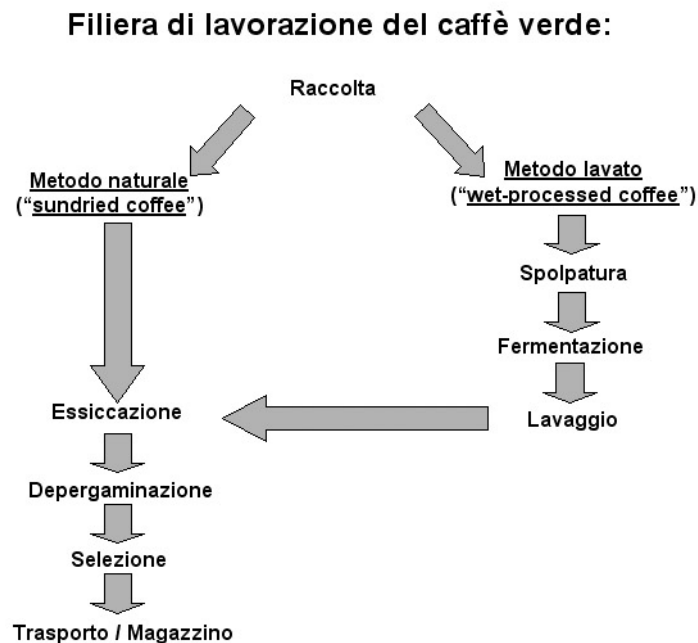 Filiera di lavorazione del caffè verde:
Raccolta
Metodo naturale
(“sundried coffee”)
Metodo lavato
(“wet-processed coffee”)
Spolpatura
Fermentazione
Lavaggio
Essiccazione
Depergaminazione
Selezione
Trasporto / Magazzino